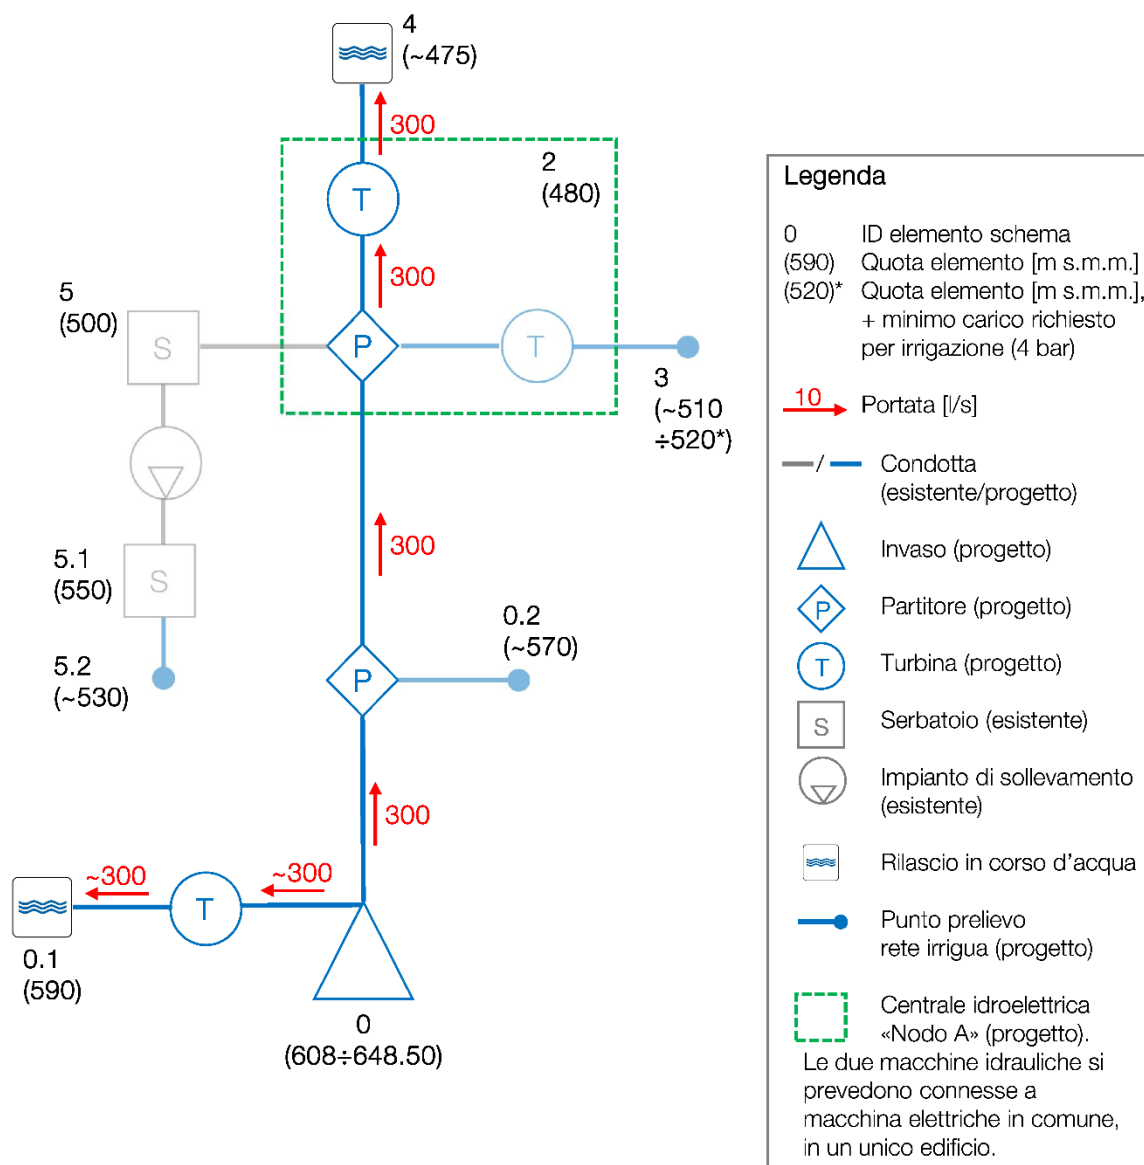 4
(~475)
300
2
(480)
T
300
5
(500)
S
P
T
3
(~510
÷520*)
300
5.1
(550)
S
0.2
(~570)
5.2
(~530)
P
300
~300
~300
T
0.1
(590)
0
(608÷648.50)
Legenda
0 ID elemento schema
(590) Quota elemento [m s.m.m.]
(520)* Quota elemento [m s.m.m.],
+ minimo carico richiesto
per irrigazione (4 bar)
10 Portata [l/s]
/ Condotta
(esistente/progetto)
Invaso (progetto)
P Partitore (progetto)
T Turbina (progetto)
S Serbatoio (esistente)
Impianto di sollevamento
(esistente)
Rilascio in corso d'acqua
Punto prelievo
rete irrigua (progetto)
Centrale idroelettrica
«Nodo A» (progetto).
Le due macchine idrauliche si
prevedono connesse a
macchina elettriche in comune,
in un unico edificio.